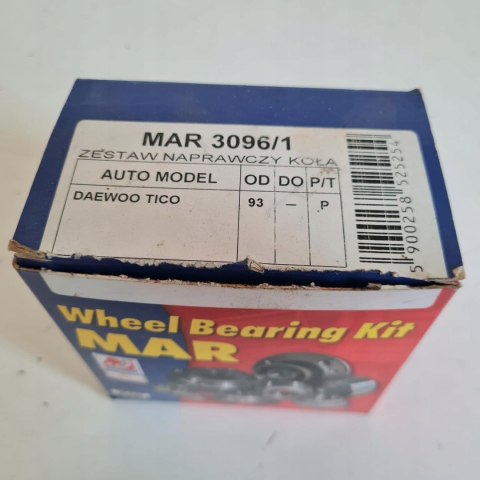 MAR 3096/1
ZESTAW NAPRAWCZY KOŁA
AUTO MODEL OD DO P/T
DAEWOO TICO 93 – P
5 900258 525254
Wheel Bearing Kit
MAR